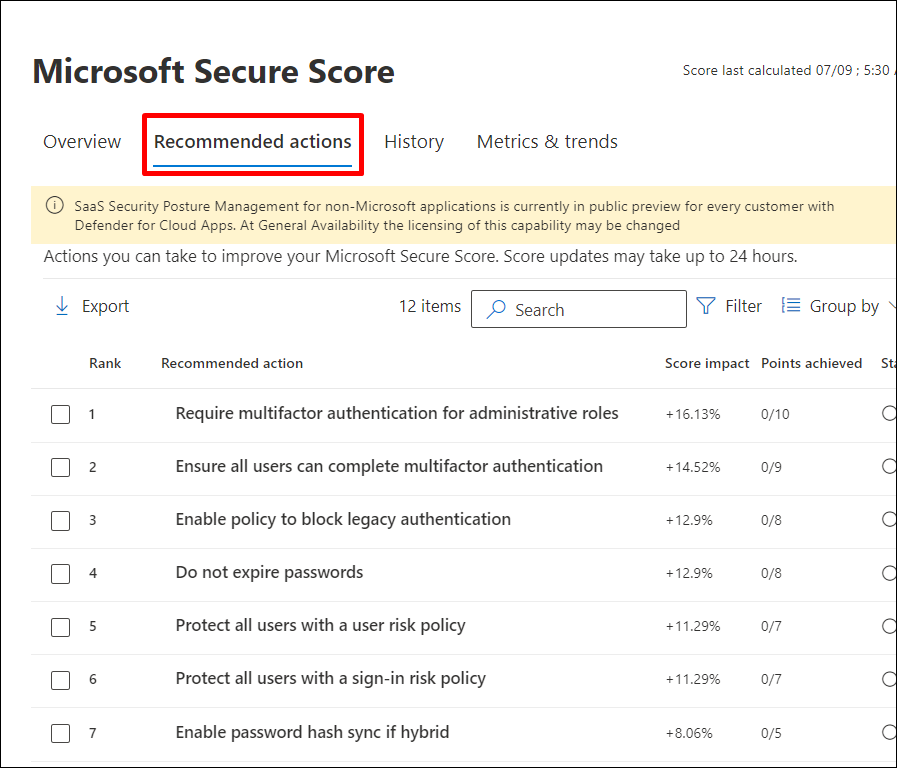 Microsoft Secure Score
Score last calculated 07/09 ; 5:30
Overview
Recommended actions
History
Metrics & trends
SaaS Security Posture Management for non-Microsoft applications is currently in public preview for every customer with
Defender for Cloud Apps. At General Availability the licensing of this capability may be changed
Actions you can take to improve your Microsoft Secure Score. Score updates may take up to 24 hours.
Export
12 items
Search
Filter
Group by
Rank Recommended action Score impact Points achieved
1 Require multifactor authentication for administrative roles +16.13% 0/10
2 Ensure all users can complete multifactor authentication +14.52% 0/9
3 Enable policy to block legacy authentication +12.9% 0/8
4 Do not expire passwords +12.9% 0/8
5 Protect all users with a user risk policy +11.29% 0/7
6 Protect all users with a sign-in risk policy +11.29% 0/7
7 Enable password hash sync if hybrid +8.06% 0/5